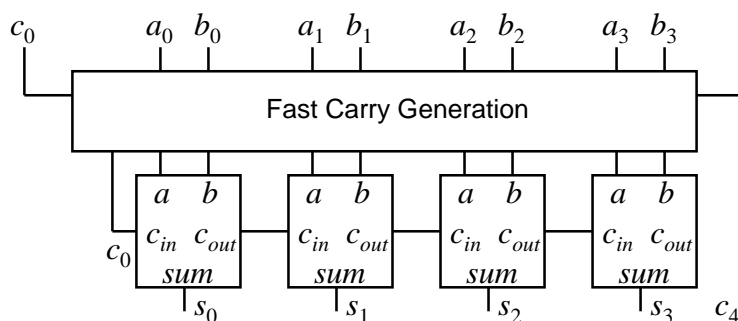 c₀ a₀ b₀ a₁ b₁ a₂ b₂ a₃ b₃
Fast Carry Generation
a b a b a b a b
c₀ cᵢₙ cₒᵤₜ cᵢₙ cₒᵤₜ cᵢₙ cₒᵤₜ cᵢₙ cₒᵤₜ
sum sum sum sum
s₀ s₁ s₂ s₃ c₄